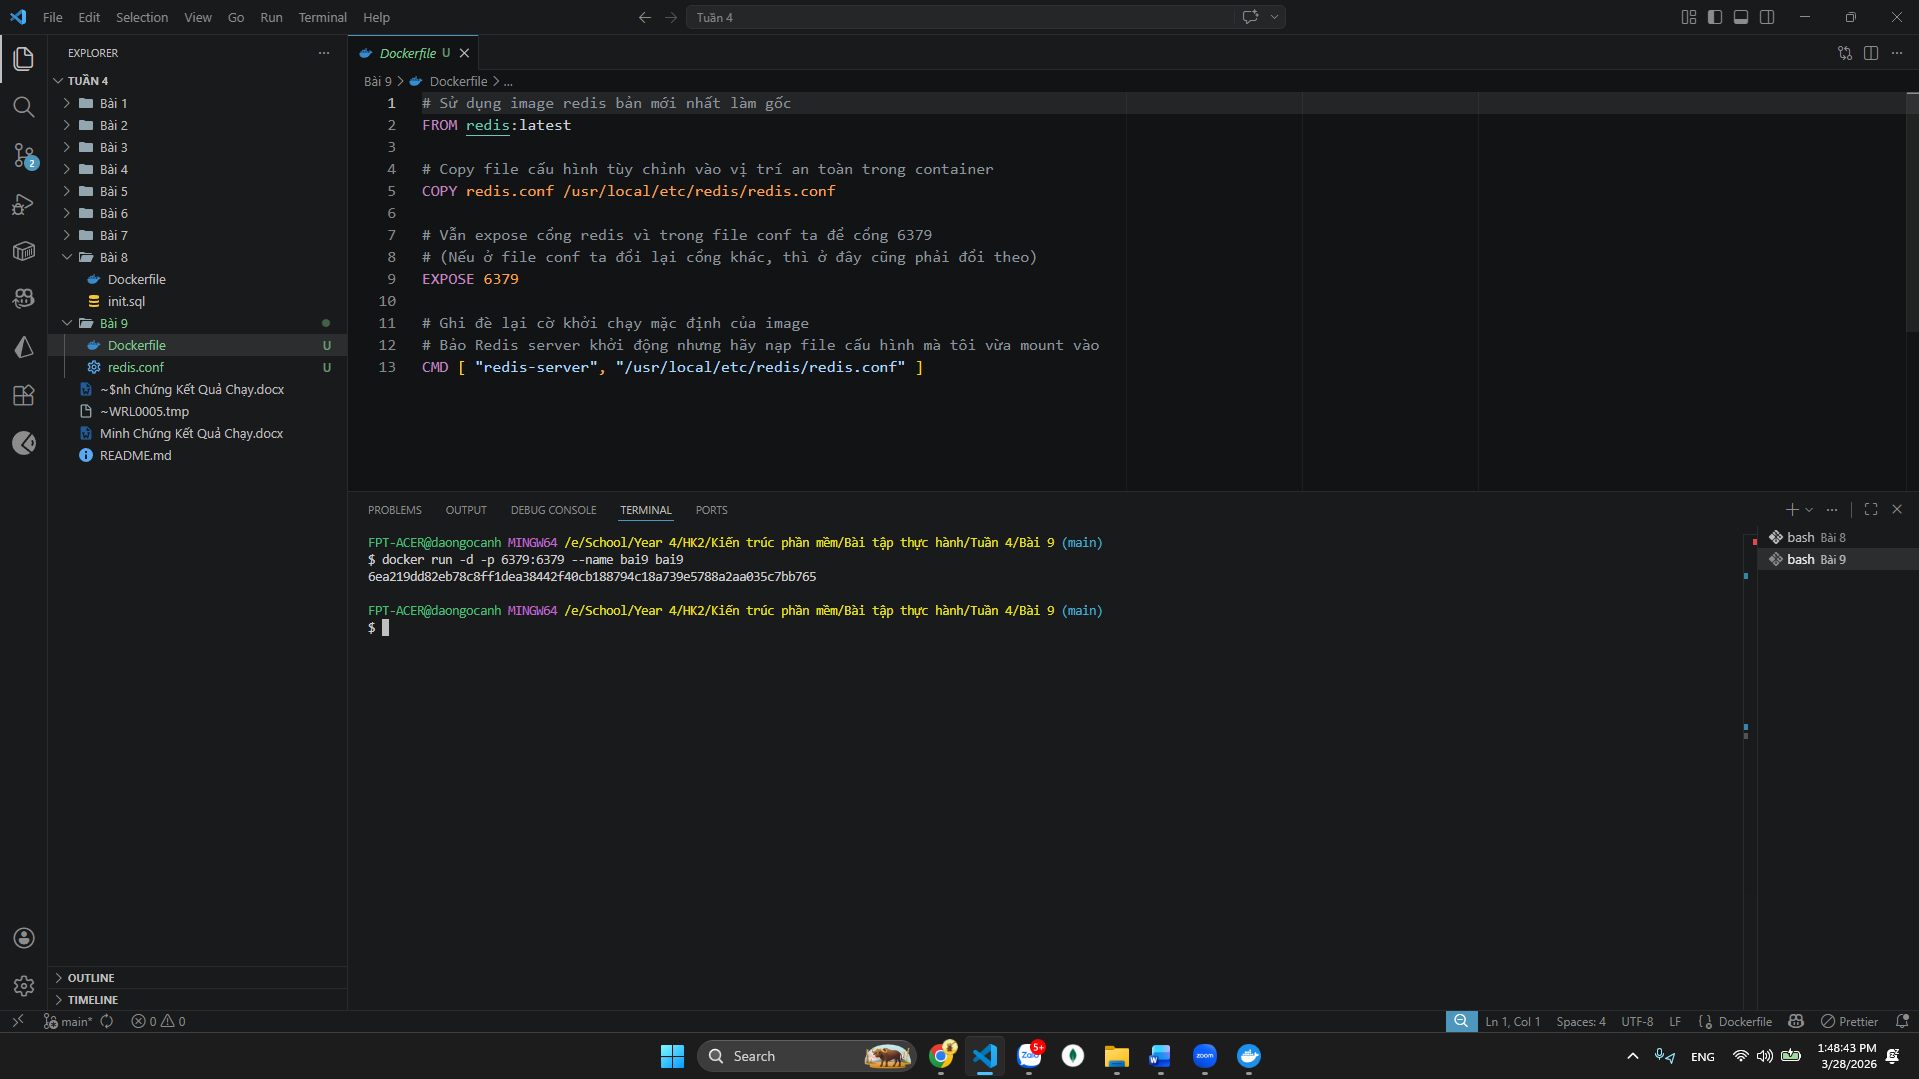 File Edit Selection View Go Run Terminal Help
Tuần 4
EXPLORER
TUẦN 4
Bài 1
Bài 2
Bài 3
Bài 4
Bài 5
Bài 6
Bài 7
Bài 8
Dockerfile
init.sql
Bài 9
Dockerfile U
redis.conf U
~$nh Chứng Kết Quả Chạy.docx
~WRL0005.tmp
Minh Chứng Kết Quả Chạy.docx
README.md
OUTLINE
TIMELINE
2
Dockerfile U
Bài 9 > Dockerfile > ...
1 # Sử dụng image redis bản mới nhất làm gốc
2 FROM redis:latest
3
4 # Copy file cấu hình tùy chỉnh vào vị trí an toàn trong container
5 COPY redis.conf /usr/local/etc/redis/redis.conf
6
7 # Vẫn expose cổng redis vì trong file conf ta để cổng 6379
8 # (Nếu ở file conf ta đổi lại cổng khác, thì ở đây cũng phải đổi theo)
9 EXPOSE 6379
10
11 # Ghi đè lại cờ khởi chạy mặc định của image
12 # Bảo Redis server khởi động nhưng hãy nạp file cấu hình mà tôi vừa mount vào
13 CMD [ "redis-server", "/usr/local/etc/redis/redis.conf" ]
PROBLEMS OUTPUT DEBUG CONSOLE TERMINAL PORTS
FPT-ACER@daongocanh MINGW64 /e/School/Year 4/HK2/Kiến trúc phần mềm/Bài tập thực hành/Tuần 4/Bài 9 (main)
$ docker run -d -p 6379:6379 --name bai9 bai9
6ea219dd82eb78c8ff1dea38442f40cb188794c18a739e5788a2aa035c7bb765
FPT-ACER@daongocanh MINGW64 /e/School/Year 4/HK2/Kiến trúc phần mềm/Bài tập thực hành/Tuần 4/Bài 9 (main)
$
bash Bài 8
bash Bài 9
main* 0 0
Ln 1, Col 1 Spaces: 4 UTF-8 LF Dockerfile Prettier
Search
Zalo 5+
zoom
ENG
1:48:43 PM
3/28/2026